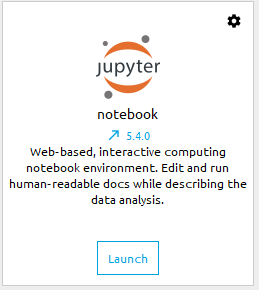 jupyter
notebook
5.4.0
Web-based, interactive computing
notebook environment. Edit and run
human-readable docs while describing the
data analysis.
Launch